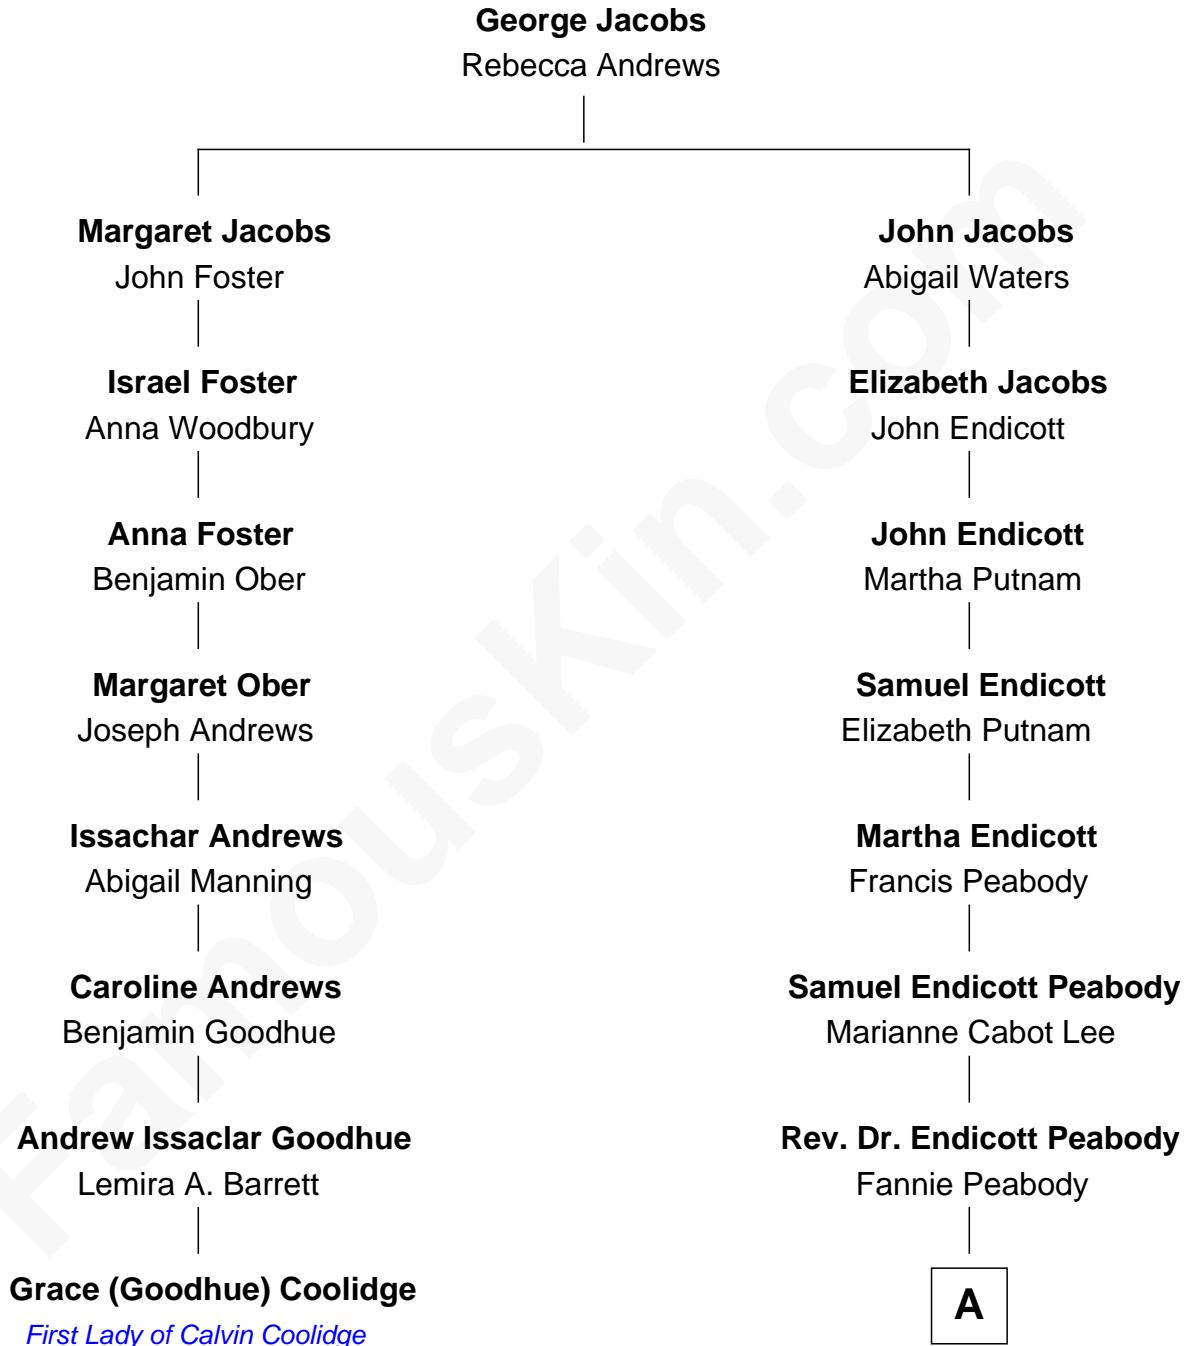 George Jacobs
Rebecca Andrews
Margaret Jacobs
John Foster
John Jacobs
Abigail Waters
Israel Foster
Anna Woodbury
Elizabeth Jacobs
John Endicott
Anna Foster
Benjamin Ober
John Endicott
Martha Putnam
Margaret Ober
Joseph Andrews
Samuel Endicott
Elizabeth Putnam
Issachar Andrews
Abigail Manning
Martha Endicott
Francis Peabody
Caroline Andrews
Benjamin Goodhue
Samuel Endicott Peabody
Marianne Cabot Lee
Andrew Issaclar Goodhue
Lemira A. Barrett
Rev. Dr. Endicott Peabody
Fannie Peabody
Grace (Goodhue) Coolidge
First Lady of Calvin Coolidge
A
FamousKin.com